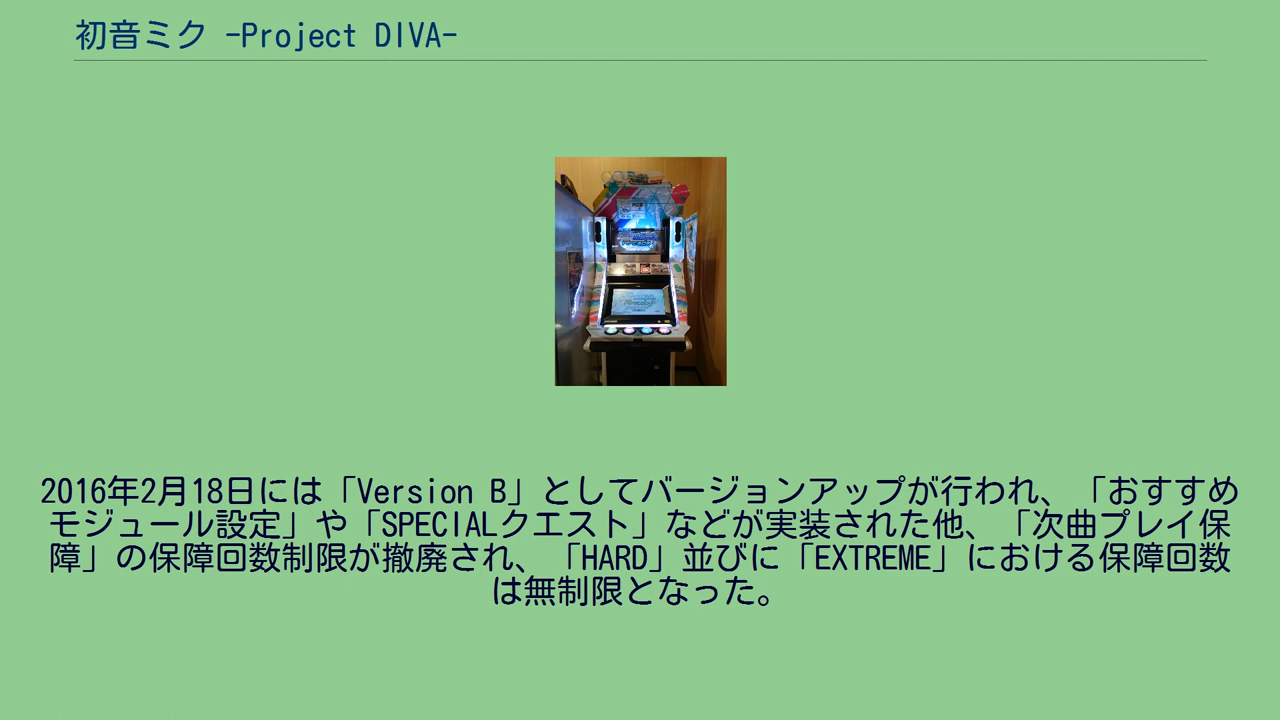 初音ミク -Project DIVA-
2016年2月18日には「Version B」としてバージョンアップが行われ、「おすすめ
モジュール設定」や「SPECIALクエスト」などが実装された他、「次曲プレイ保
障」の保障回数制限が撤廃され、「HARD」並びに「EXTREME」における保障回数
は無制限となった。